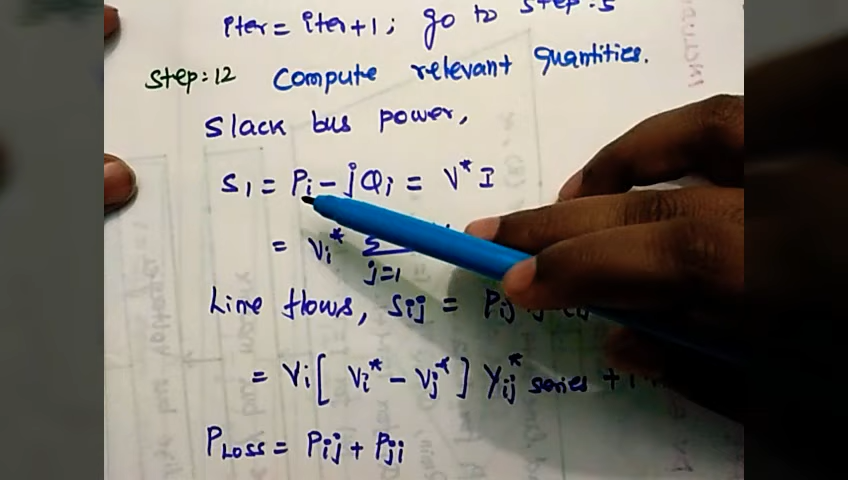 iter = iter+1; go to step:5
Step:12 Compute relevant quantities.
Slack bus power,
S1 = Pi - jQi = V* I
= Vi* Σ j=1
Line flows, Sij = Pij
= Vi [ Vi* - Vj* ] Yij* series +
PLoss = Pij + Pji